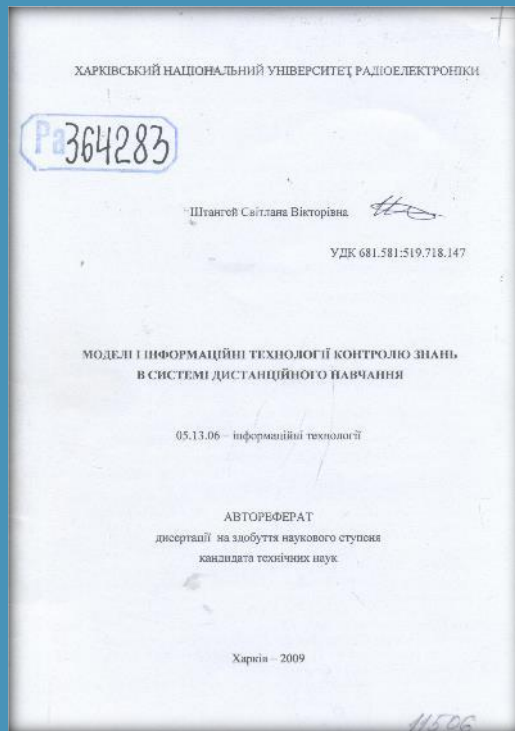 ХАРКІВСЬКИЙ НАЦІОНАЛЬНИЙ УНІВЕРСИТЕТ РАДІОЕЛЕКТРОНІКИ
Ра 364283
Штангей Світлана Вікторівна
УДК 681.581:519.718.147
МОДЕЛІ І ІНФОРМАЦІЙНІ ТЕХНОЛОГІЇ КОНТРОЛЮ ЗНАНЬ
В СИСТЕМІ ДИСТАНЦІЙНОГО НАВЧАННЯ
05.13.06 – інформаційні технології
АВТОРЕФЕРАТ
дисертації на здобуття наукового ступеня
кандидата технічних наук
Харків – 2009
11506